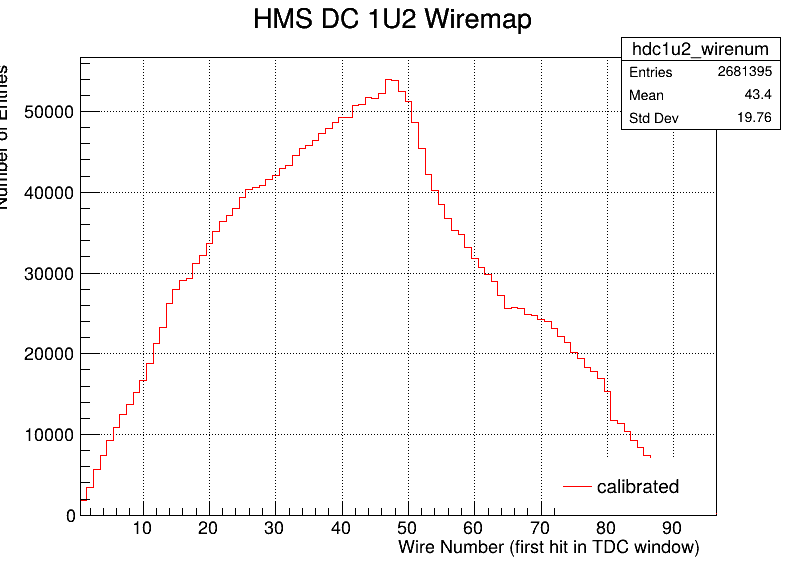 HMS DC 1U2 Wiremap
hdc1u2_wirenum
Entries 2681395
Mean 43.4
Std Dev 19.76
Number of Entries
50000
40000
30000
20000
10000
0
calibrated
10 20 30 40 50 60 70 80 90
Wire Number (first hit in TDC window)